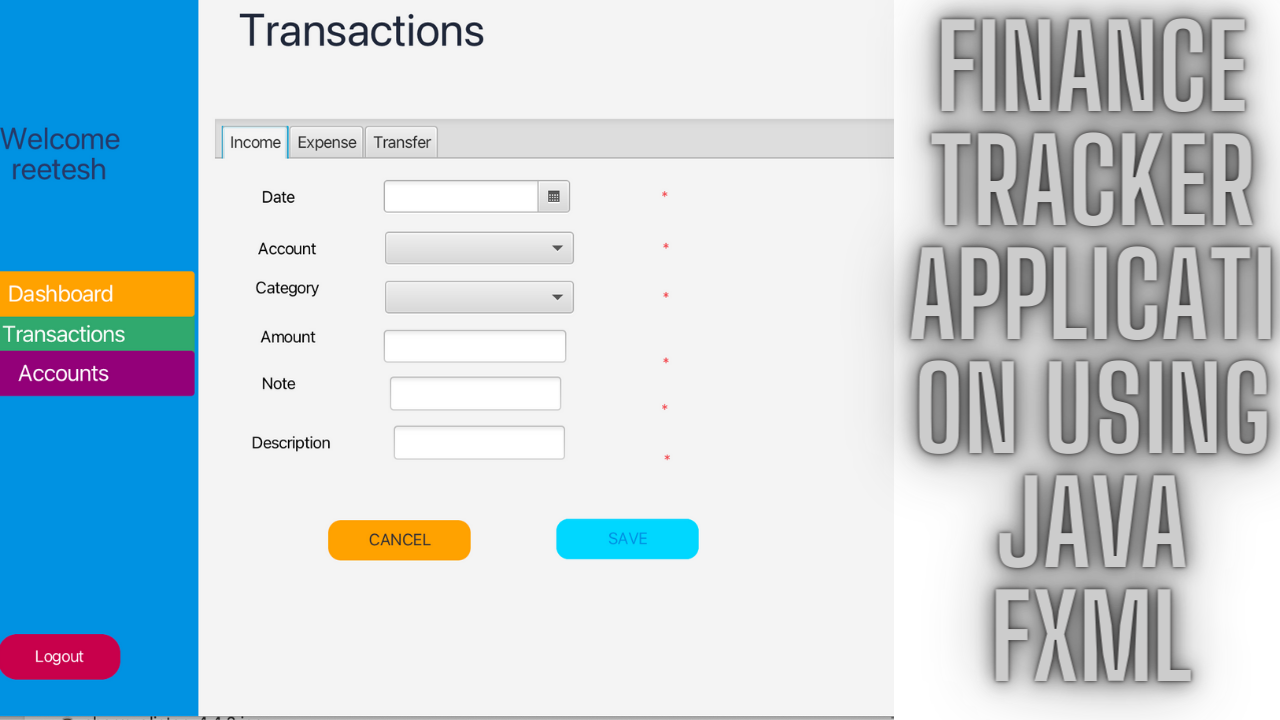 Transactions
Welcome
reetesh
Dashboard
Transactions
Accounts
Logout
Income Expense Transfer
Date *
Account *
Category *
Amount *
Note *
Description *
CANCEL SAVE
FINANCE
TRACKER
APPLICATI
ON USING
JAVA
FXML